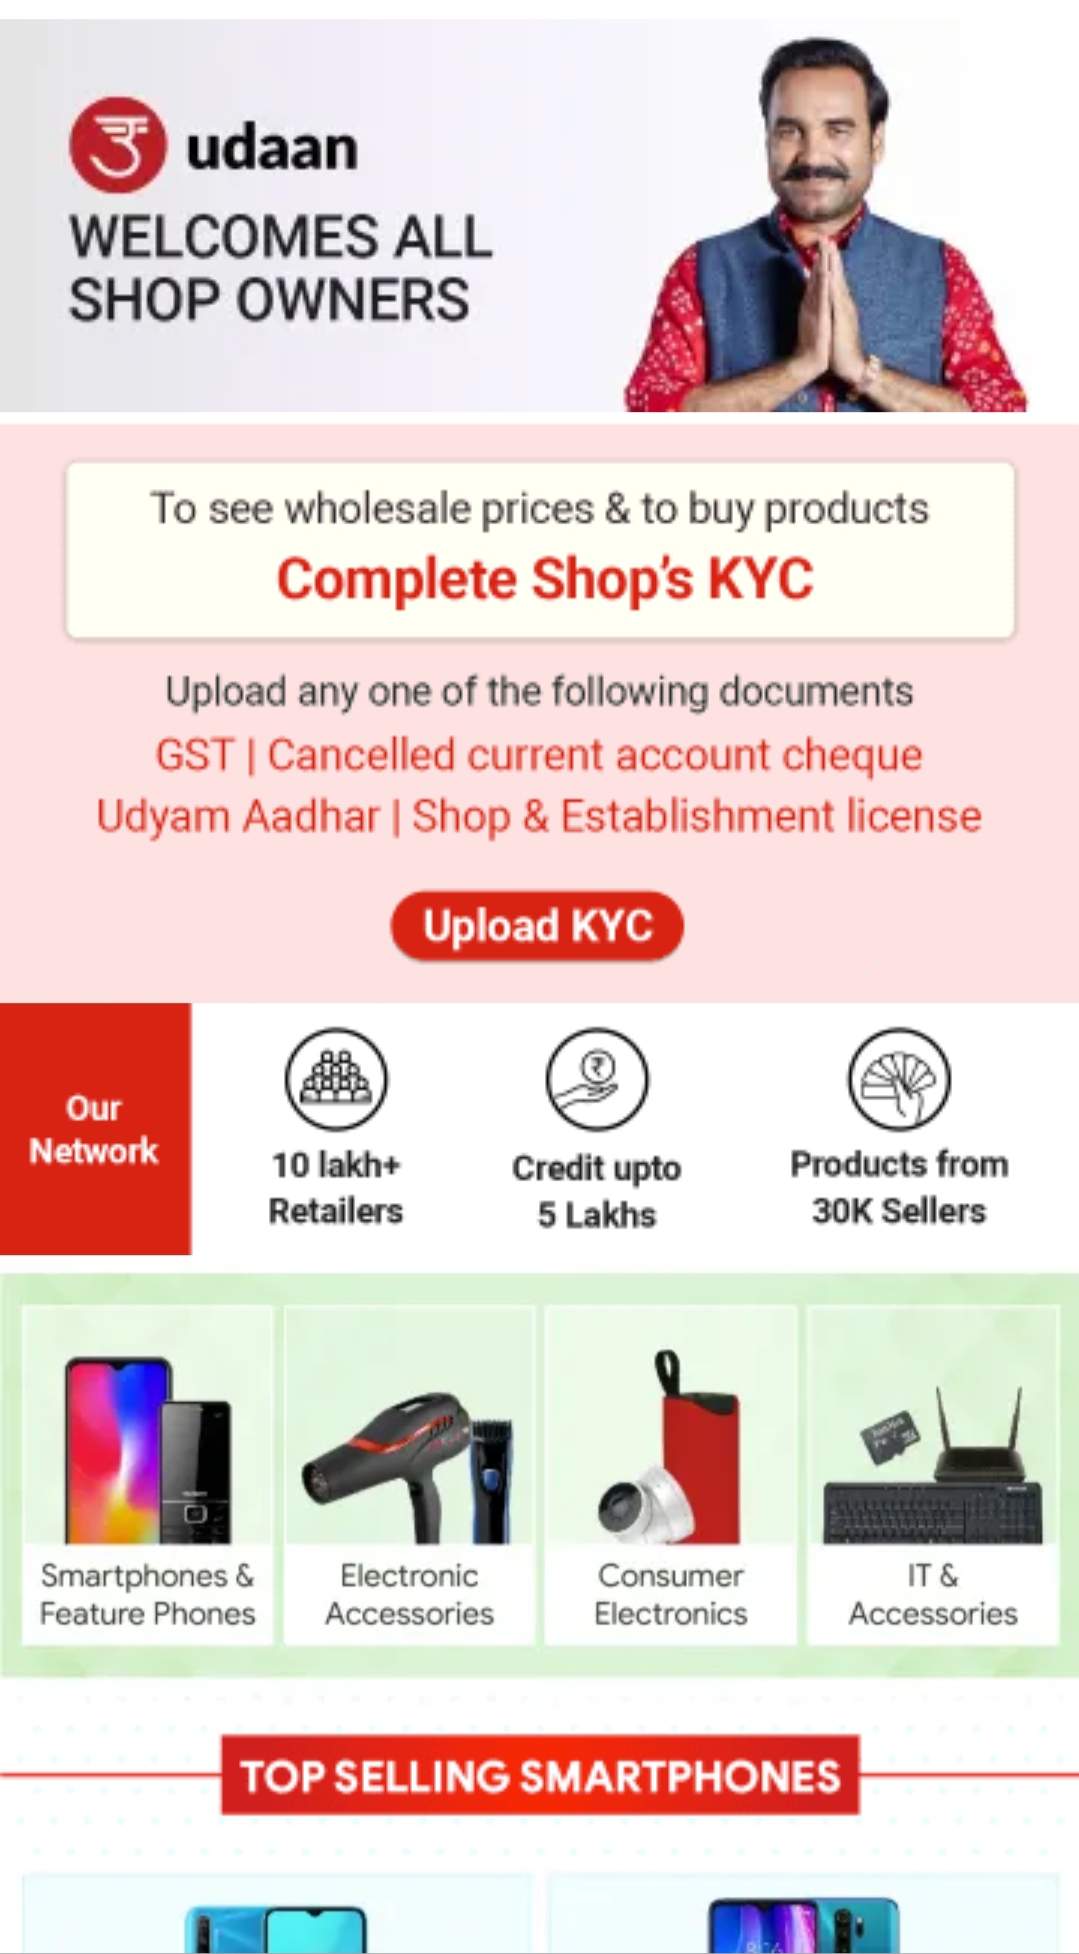 उ udaan
WELCOMES ALL
SHOP OWNERS
To see wholesale prices & to buy products
Complete Shop's KYC
Upload any one of the following documents
GST | Cancelled current account cheque
Udyam Aadhar | Shop & Establishment license
Upload KYC
Our
Network
10 lakh+
Retailers
₹
Credit upto
5 Lakhs
Products from
30K Sellers
Smartphones &
Feature Phones
Electronic
Accessories
Consumer
Electronics
IT &
Accessories
TOP SELLING SMARTPHONES